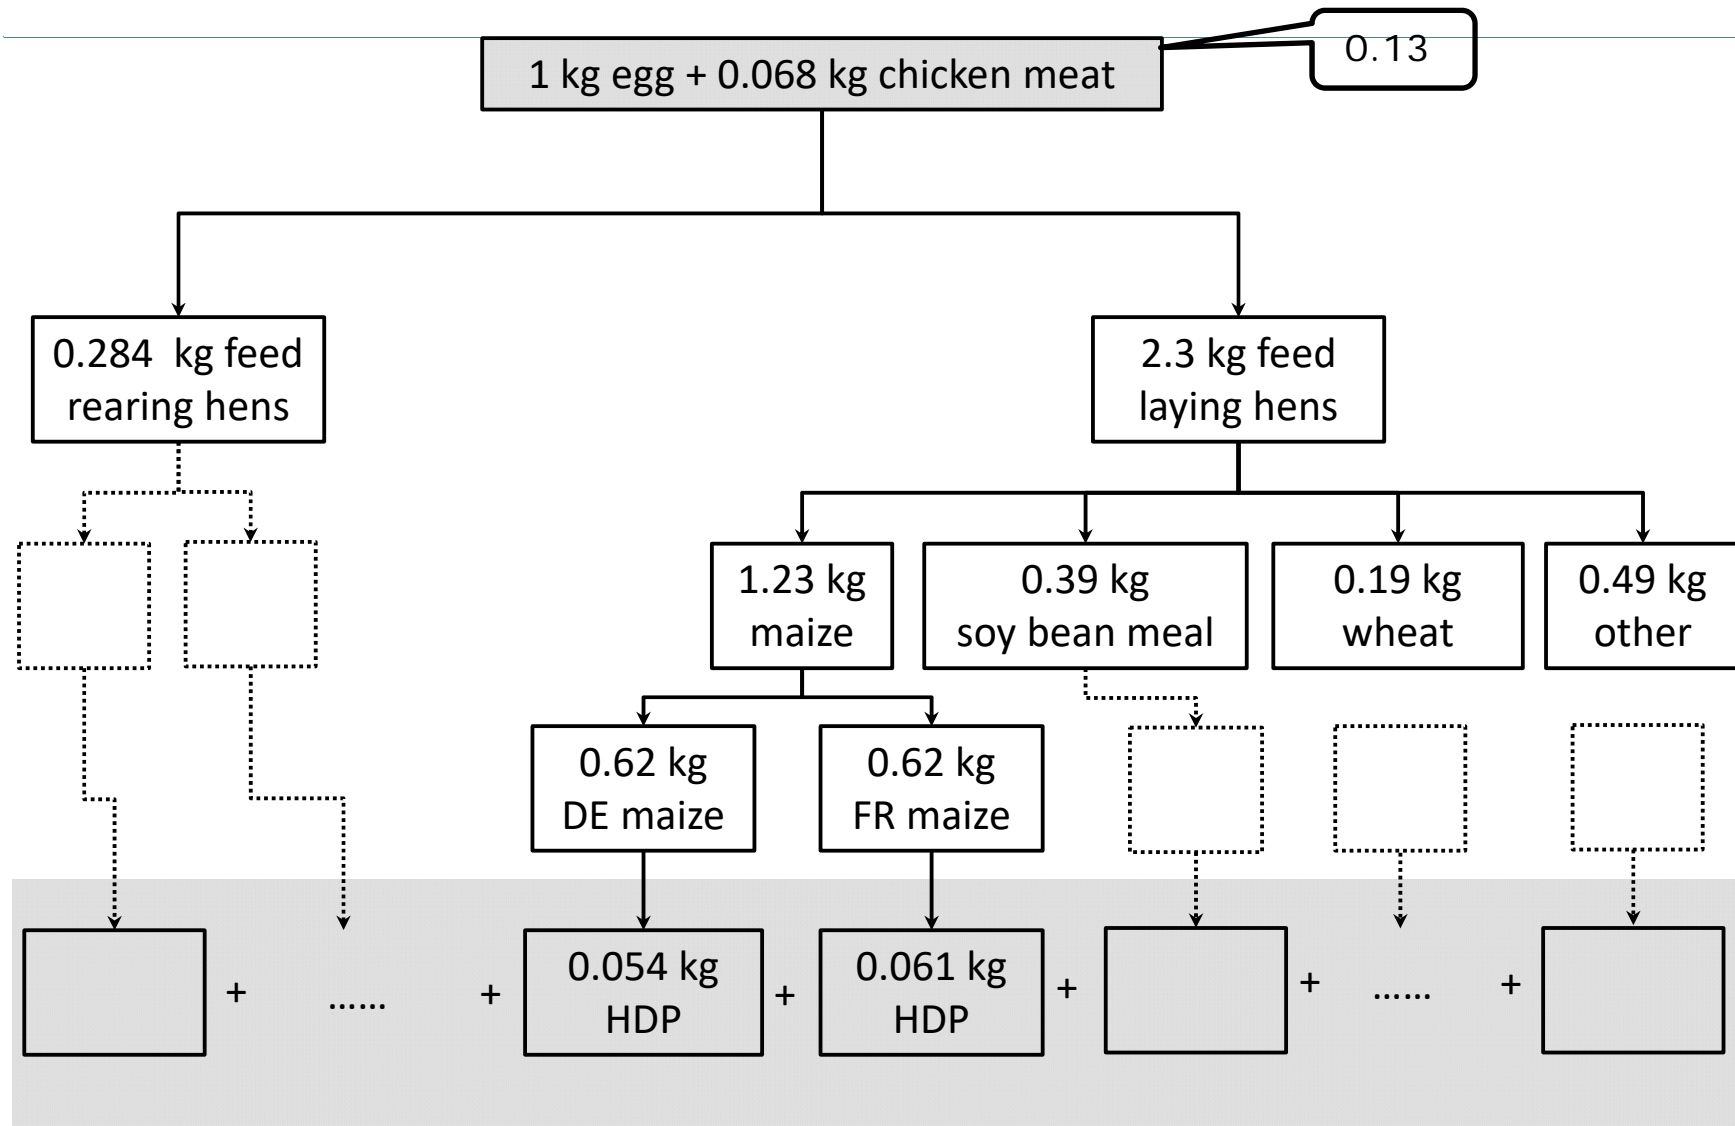 0.13
1 kg egg + 0.068 kg chicken meat
0.284 kg feed
rearing hens
2.3 kg feed
laying hens
1.23 kg
maize
0.39 kg
soy bean meal
0.19 kg
wheat
0.49 kg
other
0.62 kg
DE maize
0.62 kg
FR maize
+ ...... +
0.054 kg
HDP
+
0.061 kg
HDP
+ + ...... +